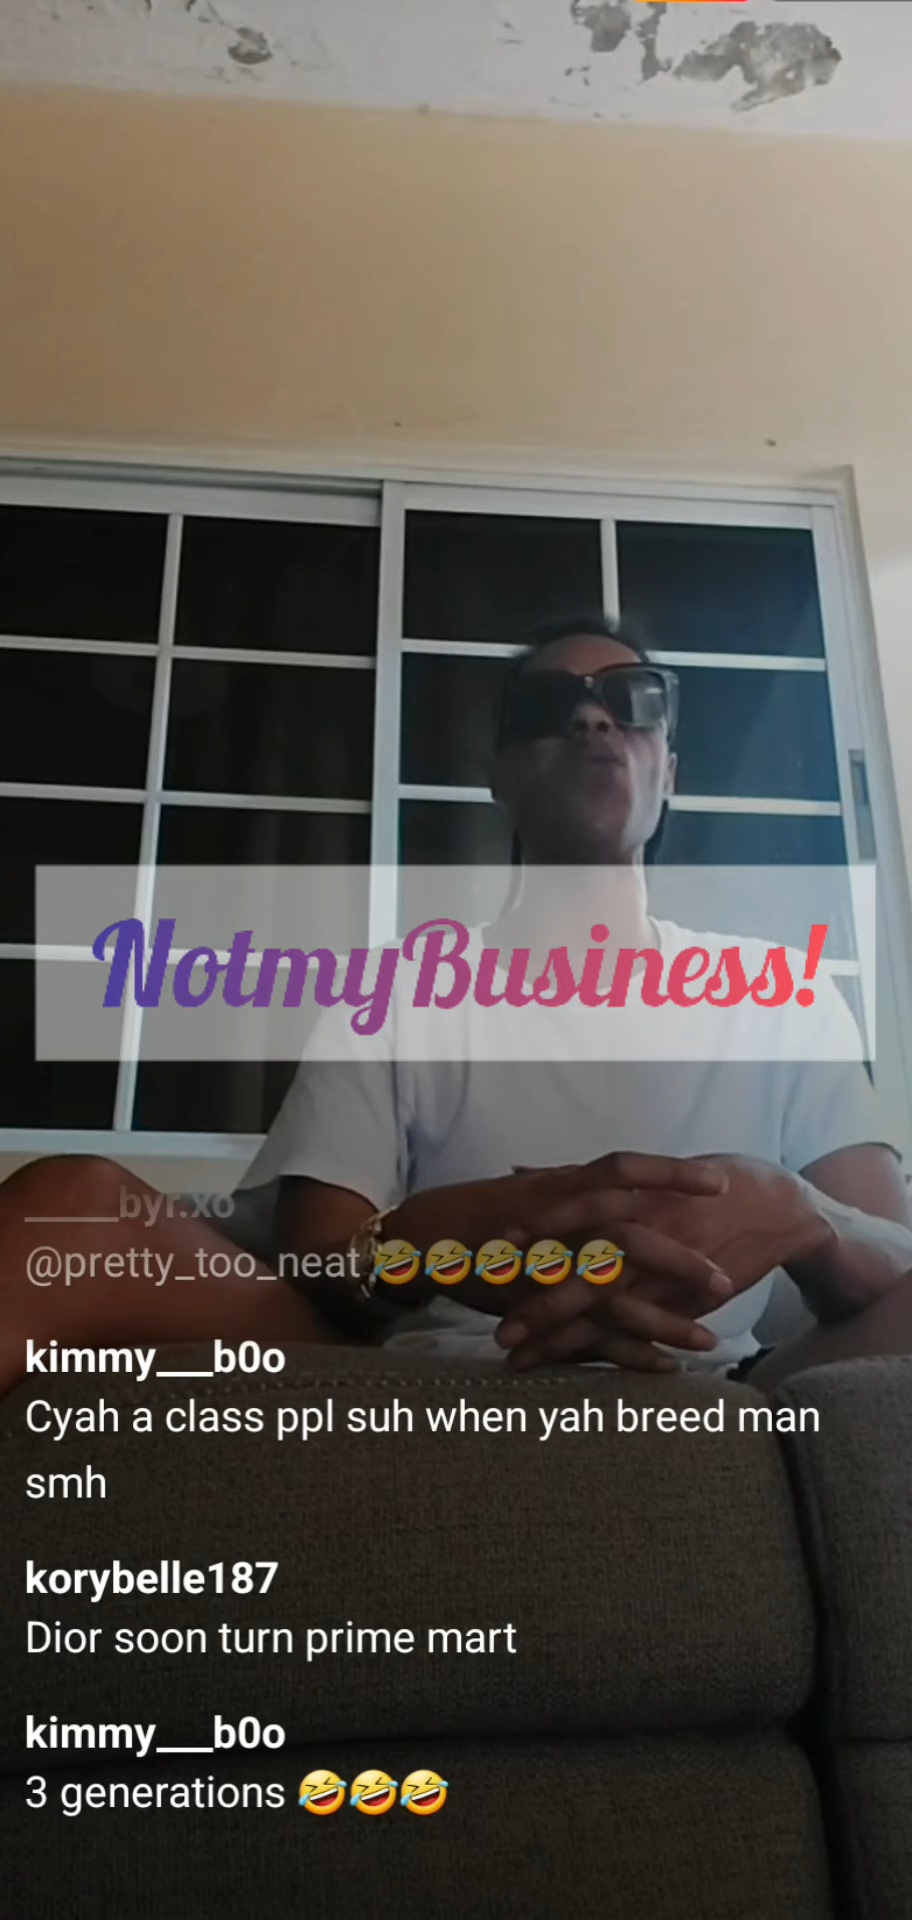 NotmyBusiness!
_____byr.xo
@pretty_too_neat 🤣🤣🤣🤣🤣
kimmy___b0o
Cyah a class ppl suh when yah breed man
smh
korybelle187
Dior soon turn prime mart
kimmy___b0o
3 generations 🤣🤣🤣